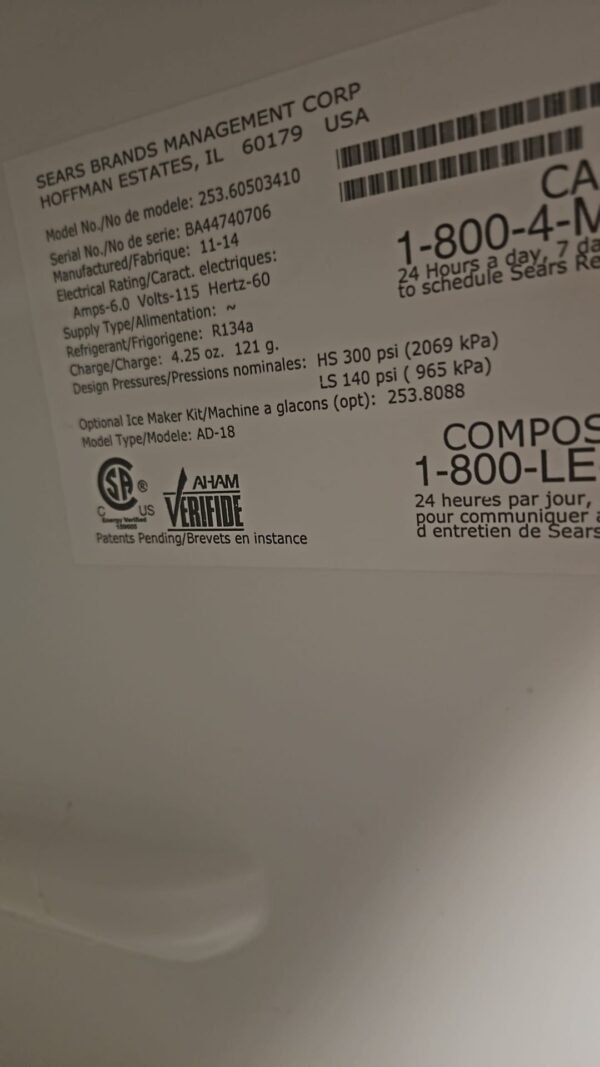 SEARS BRANDS MANAGEMENT CORP
HOFFMAN ESTATES, IL 60179 USA
Model No./No de modele: 253.60503410
Serial No./No de serie: BA44740706
Manufactured/Fabrique: 11-14
Electrical Rating/Caract. electriques:
Amps-6.0 Volts-115 Hertz-60
Supply Type/Alimentation: ~
Refrigerant/Frigorigene: R134a
Charge/Charge: 4.25 oz. 121 g.
Design Pressures/Pressions nominales: HS 300 psi (2069 kPa)
LS 140 psi ( 965 kPa)
Optional Ice Maker Kit/Machine a glacons (opt): 253.8088
Model Type/Modele: AD-18
CA
1-800-4-M
24 Hours a day, 7 da
to schedule Sears Re
COMPOS
1-800-LE
24 heures par jour,
pour communiquer a
d entretien de Sears
SA ®
C US
Energy Verified
AHAM
VERIFIDE
Patents Pending/Brevets en instance